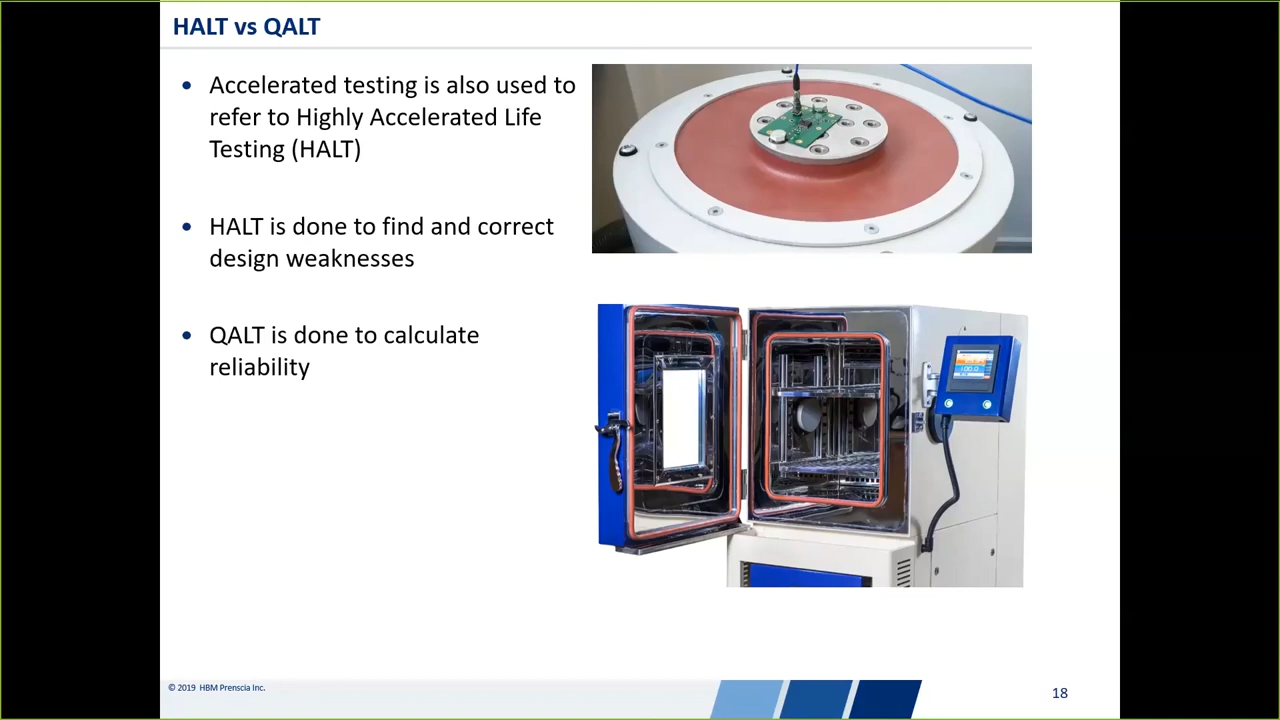 HALT vs QALT
• Accelerated testing is also used to
refer to Highly Accelerated Life
Testing (HALT)
• HALT is done to find and correct
design weaknesses
• QALT is done to calculate
reliability
© 2019 HBM Prenscia Inc.
18